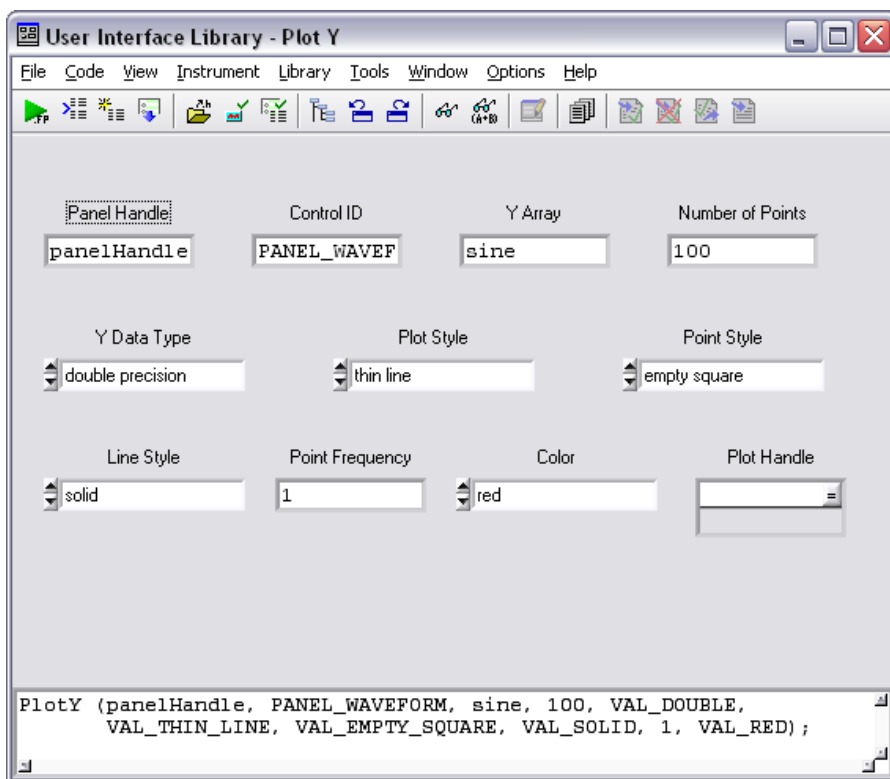 User Interface Library - Plot Y
File Code View Instrument Library Tools Window Options Help
.FP (A+B)
Panel Handle Control ID Y Array Number of Points
panelHandle PANEL_WAVEF sine 100
Y Data Type Plot Style Point Style
double precision thin line empty square
Line Style Point Frequency Color Plot Handle
solid 1 red =
PlotY (panelHandle, PANEL_WAVEFORM, sine, 100, VAL_DOUBLE,
VAL_THIN_LINE, VAL_EMPTY_SQUARE, VAL_SOLID, 1, VAL_RED);